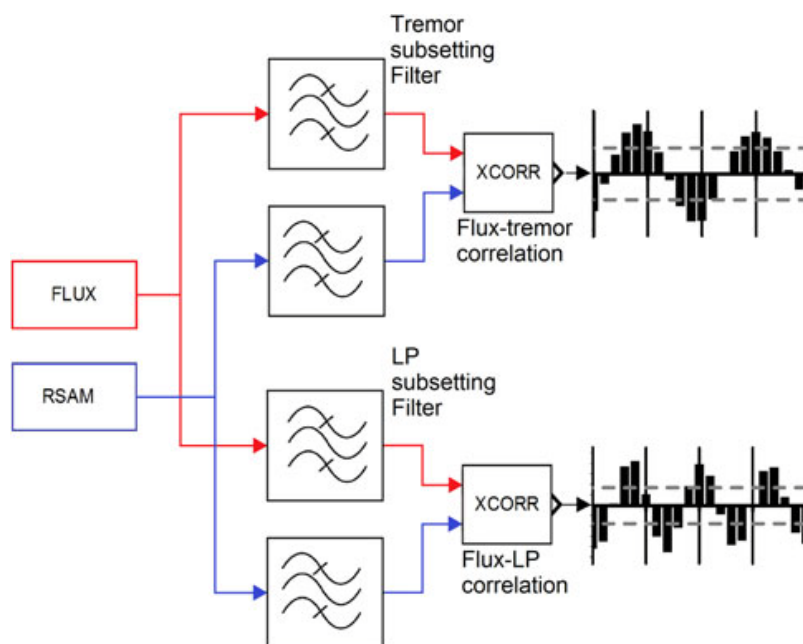 Tremor
subsetting
Filter
XCORR
Flux-tremor
correlation
FLUX
RSAM
LP
subsetting
Filter
XCORR
Flux-LP
correlation